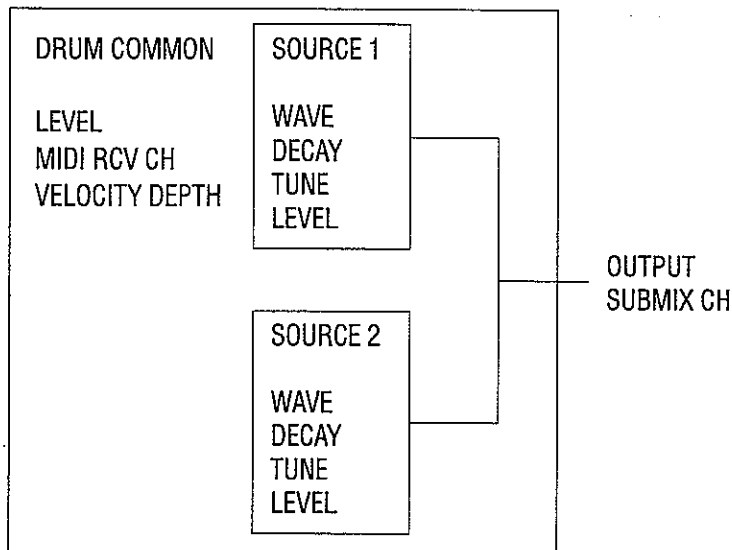 DRUM COMMON
LEVEL
MIDI RCV CH
VELOCITY DEPTH
SOURCE 1
WAVE
DECAY
TUNE
LEVEL
SOURCE 2
WAVE
DECAY
TUNE
LEVEL
OUTPUT
SUBMIX CH